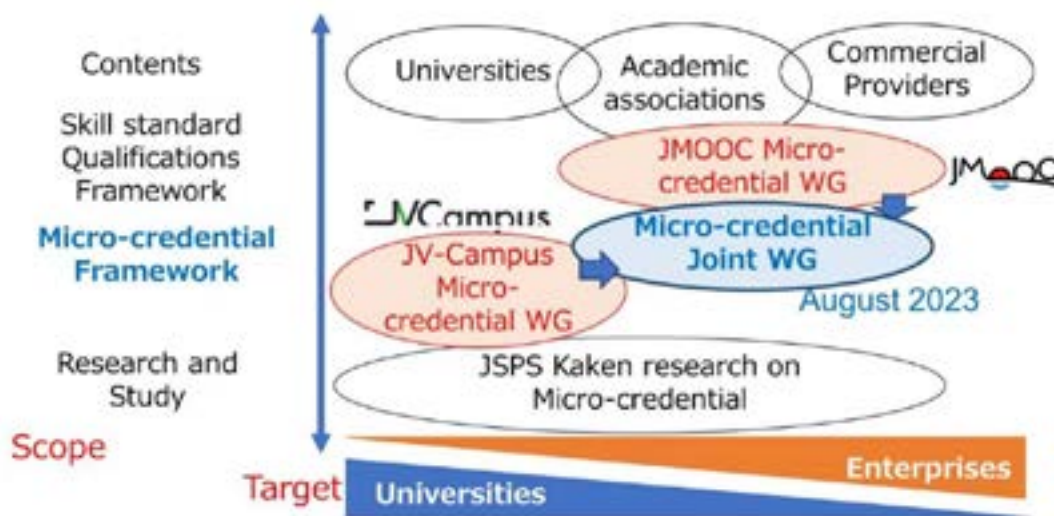 Contents
Skill standard
Qualifications
Framework
Micro-credential
Framework
Research and
Study
Scope
Target
Universities
Academic
associations
Commercial
Providers
JMOOC Micro-
credential WG
JMOOC
JVCampus
JV-Campus
Micro-
credential WG
Micro-credential
Joint WG
August 2023
JSPS Kaken research on
Micro-credential
Enterprises
Universities